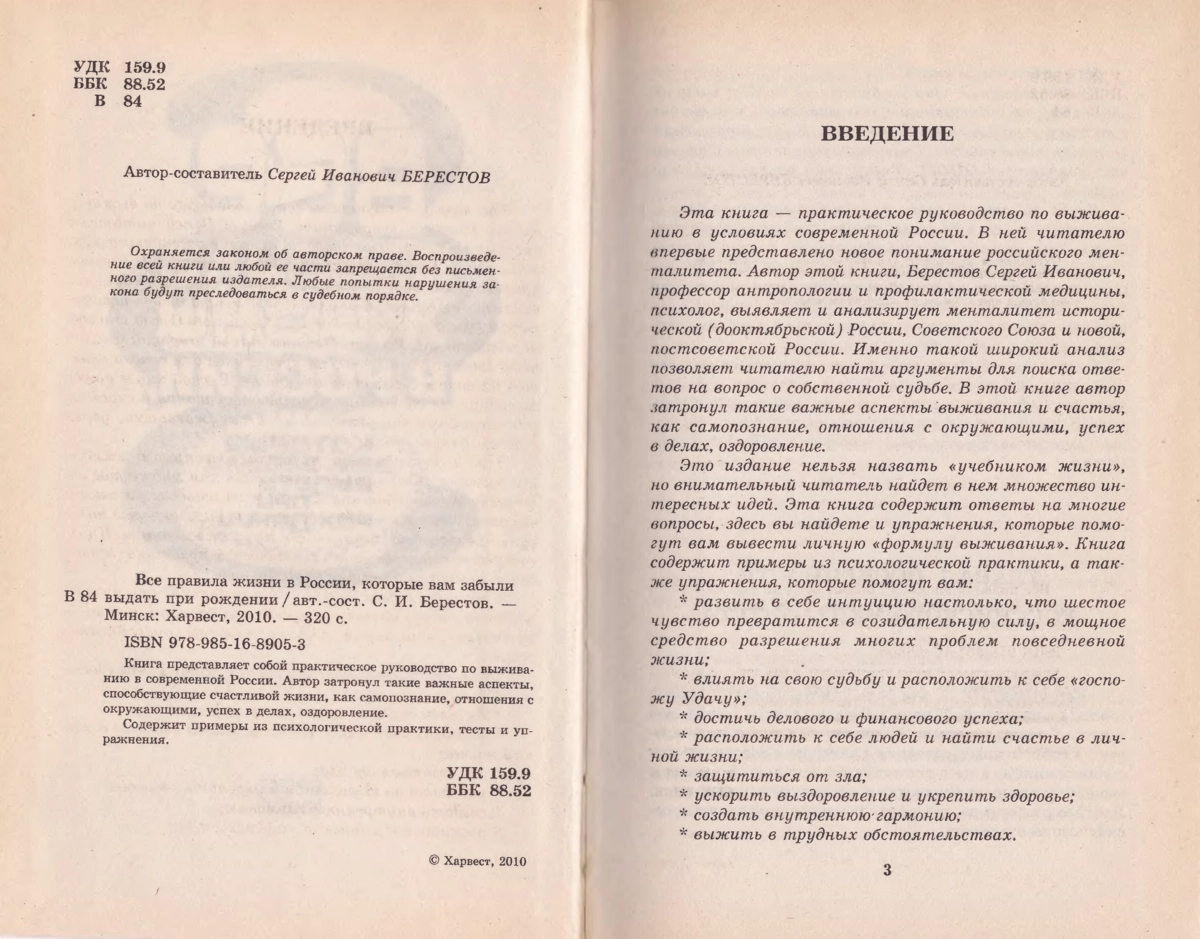 УДК 159.9
ББК 88.52
В 84
Автор-составитель Сергей Иванович БЕРЕСТОВ
Охраняется законом об авторском праве. Воспроизведе-
ние всей книги или любой ее части запрещается без письмен-
ного разрешения издателя. Любые попытки нарушения за-
кона будут преследоваться в судебном порядке.
Все правила жизни в России, которые вам забыли
В 84 выдать при рождении / авт.-сост. С. И. Берестов. —
Минск: Харвест, 2010. — 320 с.
ISBN 978-985-16-8905-3
Книга представляет собой практическое руководство по выжива-
нию в современной России. Автор затронул такие важные аспекты,
способствующие счастливой жизни, как самопознание, отношения с
окружающими, успех в делах, оздоровление.
Содержит примеры из психологической практики, тесты и уп-
ражнения.
УДК 159.9
ББК 88.52
© Харвест, 2010
ВВЕДЕНИЕ
Эта книга — практическое руководство по выжива-
нию в условиях современной России. В ней читателю
впервые представлено новое понимание российского мен-
талитета. Автор этой книги, Берестов Сергей Иванович,
профессор антропологии и профилактической медицины,
психолог, выявляет и анализирует менталитет истори-
ческой (дооктябрьской) России, Советского Союза и новой,
постсоветской России. Именно такой широкий анализ
позволяет читателю найти аргументы для поиска отве-
тов на вопрос о собственной судьбе. В этой книге автор
затронул такие важные аспекты выживания и счастья,
как самопознание, отношения с окружающими, успех
в делах, оздоровление.
Это издание нельзя назвать «учебником жизни»,
но внимательный читатель найдет в нем множество ин-
тересных идей. Эта книга содержит ответы на многие
вопросы, здесь вы найдете и упражнения, которые помо-
гут вам вывести личную «формулу выживания». Книга
содержит примеры из психологической практики, а так-
же упражнения, которые помогут вам:
* развить в себе интуицию настолько, что шестое
чувство превратится в созидательную силу, в мощное
средство разрешения многих проблем повседневной
жизни;
* влиять на свою судьбу и расположить к себе «госпо-
жу Удачу»;
* достичь делового и финансового успеха;
* расположить к себе людей и найти счастье в лич-
ной жизни;
* защититься от зла;
* ускорить выздоровление и укрепить здоровье;
* создать внутреннюю гармонию;
* выжить в трудных обстоятельствах.
3